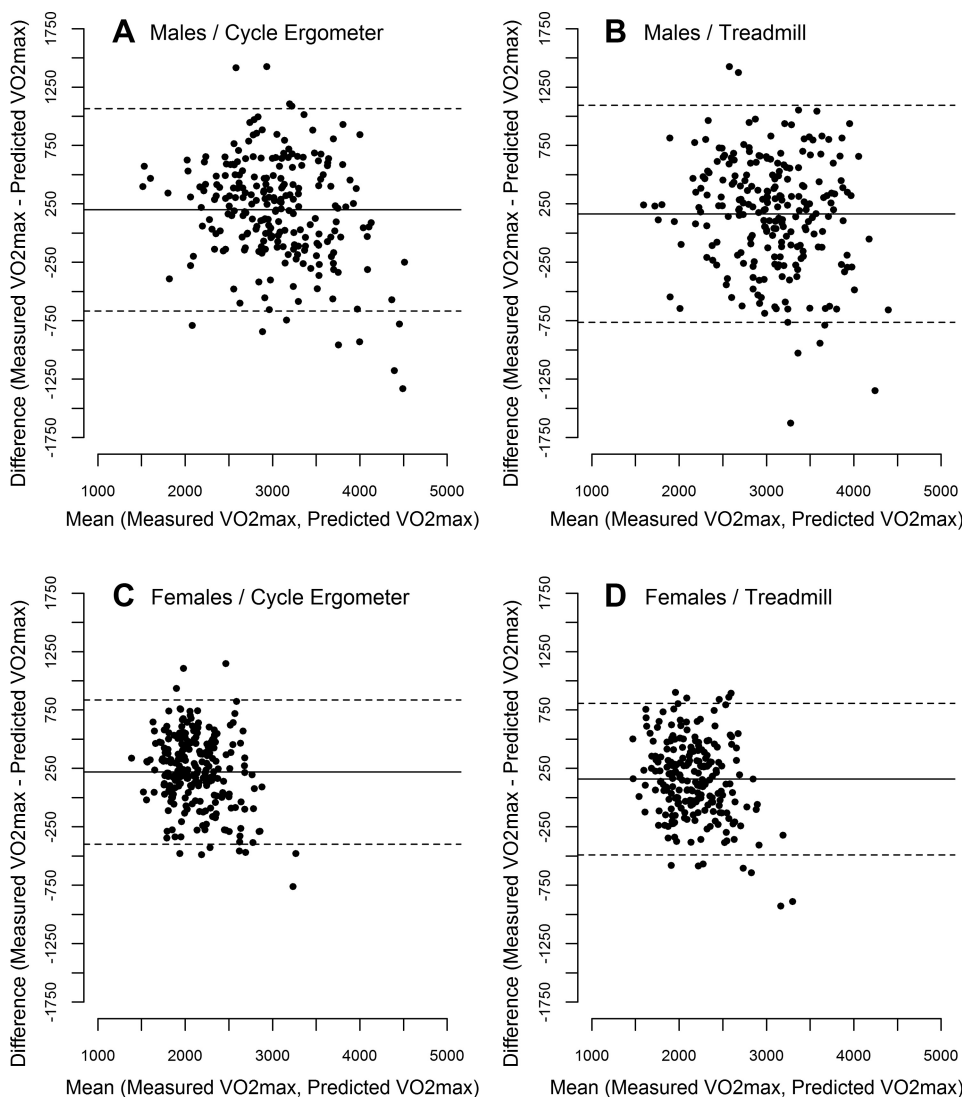 A Males / Cycle Ergometer
Difference (Measured VO2max - Predicted VO2max)
1750
1250
750
250
-250
-750
-1250
-1750
1000 2000 3000 4000 5000
Mean (Measured VO2max, Predicted VO2max)
B Males / Treadmill
Difference (Measured VO2max - Predicted VO2max)
1750
1250
750
250
-250
-750
-1250
-1750
1000 2000 3000 4000 5000
Mean (Measured VO2max, Predicted VO2max)
C Females / Cycle Ergometer
Difference (Measured VO2max - Predicted VO2max)
1750
1250
750
250
-250
-750
-1250
-1750
1000 2000 3000 4000 5000
Mean (Measured VO2max, Predicted VO2max)
D Females / Treadmill
Difference (Measured VO2max - Predicted VO2max)
1750
1250
750
250
-250
-750
-1250
-1750
1000 2000 3000 4000 5000
Mean (Measured VO2max, Predicted VO2max)